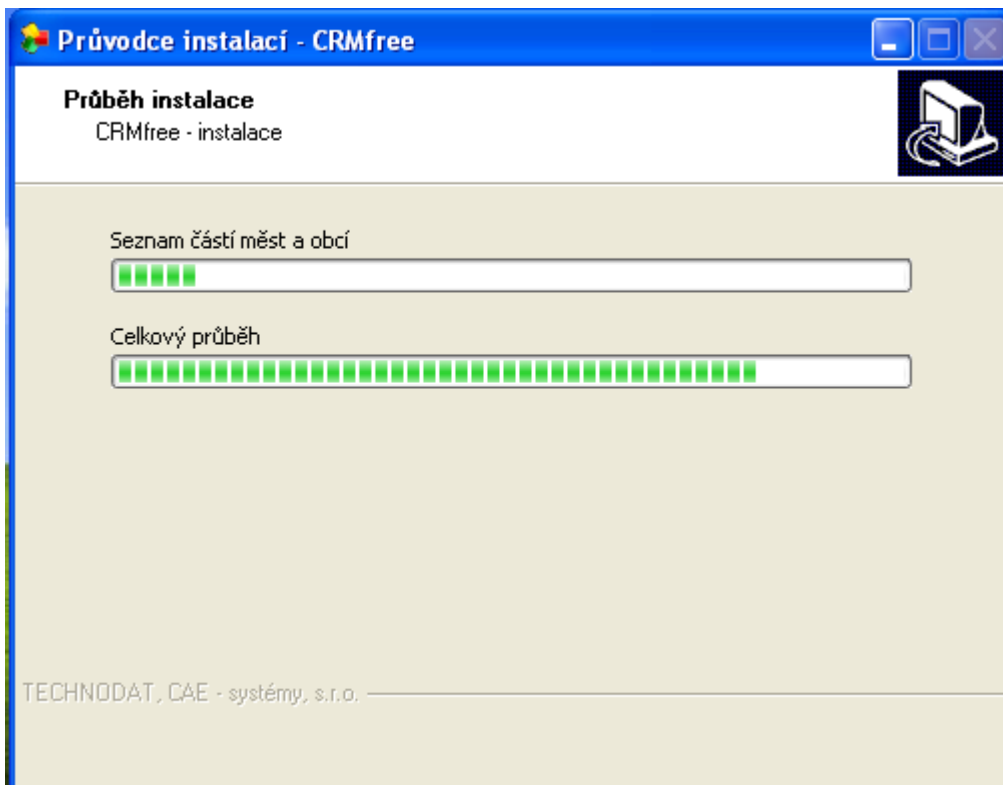 Průvodce instalací - CRMfree
Průběh instalace
CRMfree - instalace
Seznam částí měst a obcí
Celkový průběh
TECHNODAT, CAE - systémy, s.r.o.